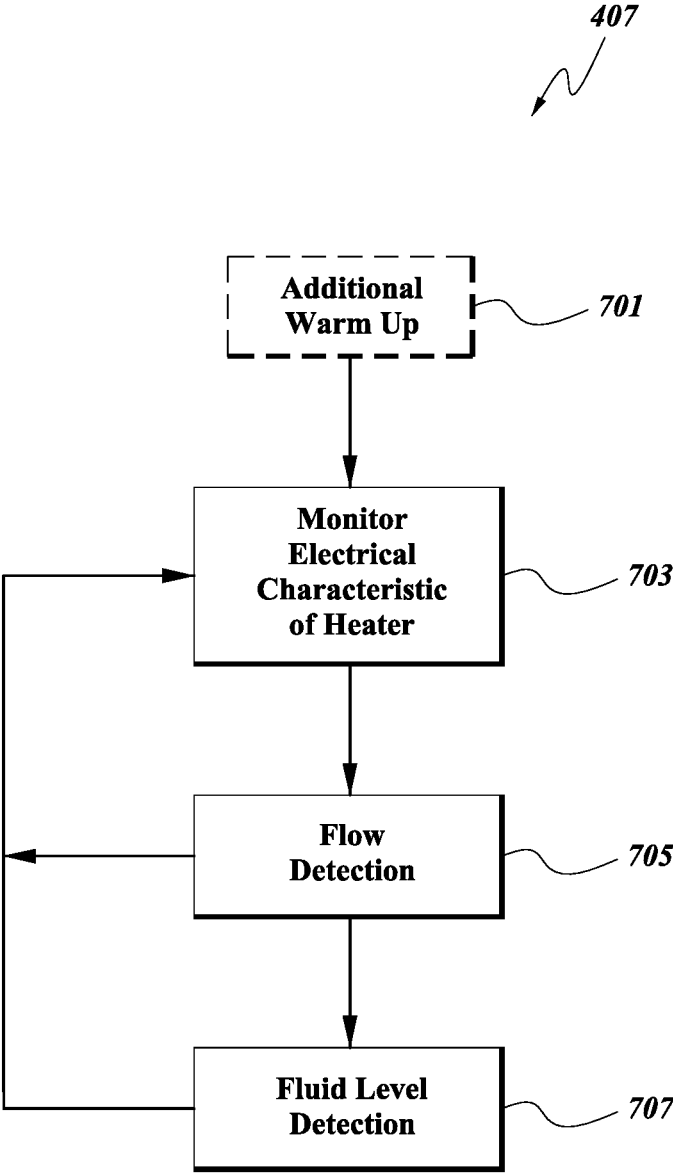 407
Additional
Warm Up
701
Monitor
Electrical
Characteristic
of Heater
703
Flow
Detection
705
Fluid Level
Detection
707